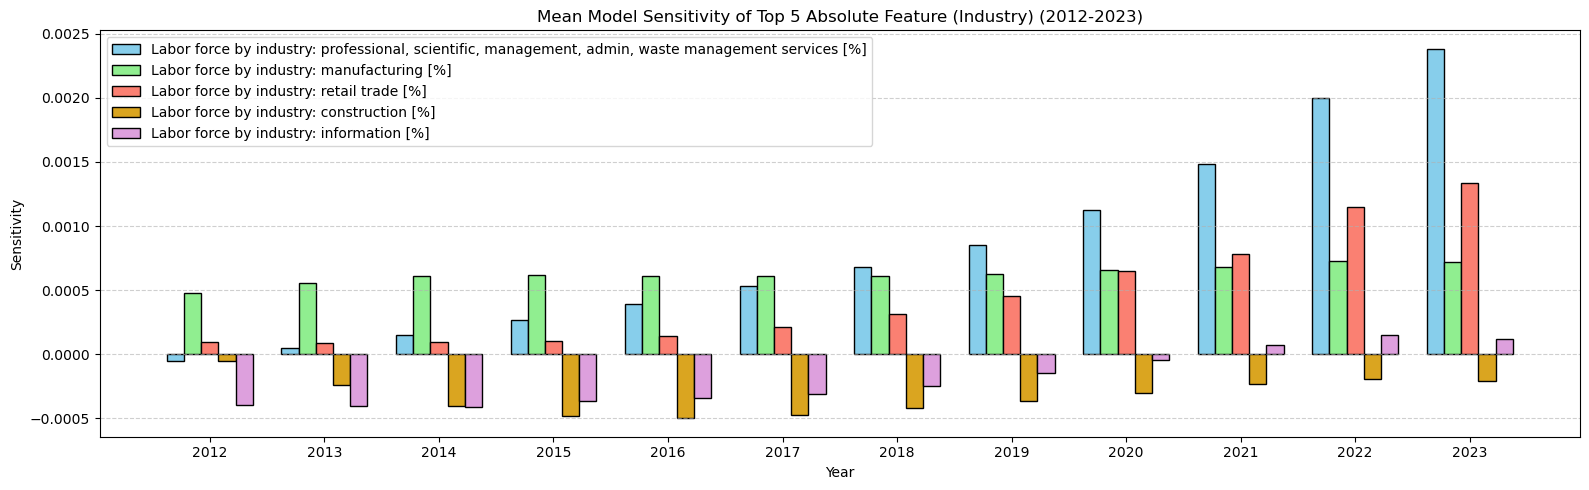 Mean Model Sensitivity of Top 5 Absolute Feature (Industry) (2012-2023)
Labor force by industry: professional, scientific, management, admin, waste management services [%]
Labor force by industry: manufacturing [%]
Labor force by industry: retail trade [%]
Labor force by industry: construction [%]
Labor force by industry: information [%]
Sensitivity
0.0025
0.0020
0.0015
0.0010
0.0005
0.0000
−0.0005
2012 2013 2014 2015 2016 2017 2018 2019 2020 2021 2022 2023
Year